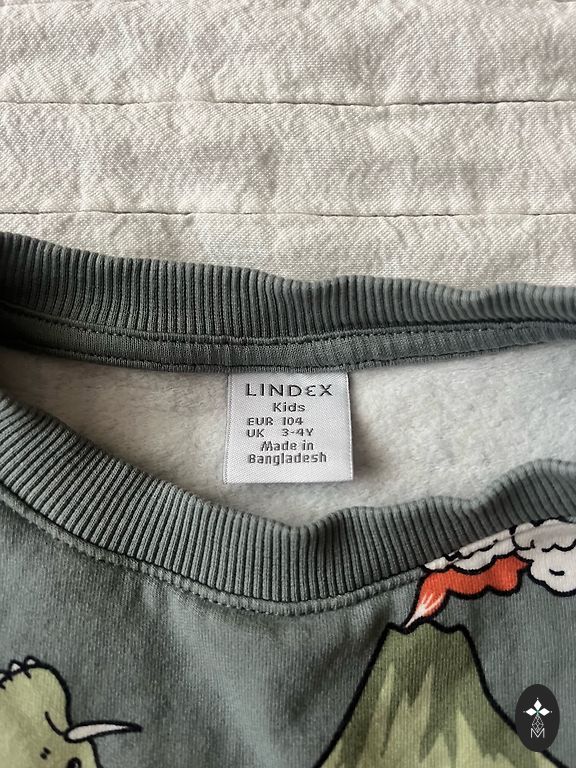 LINDEX
Kids
EUR 104
UK 3-4Y
Made in
Bangladesh